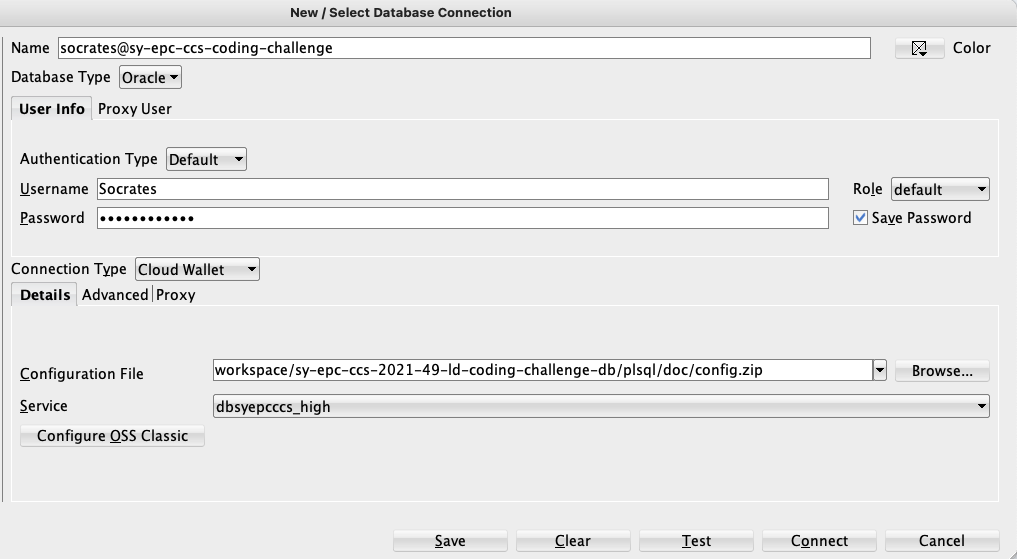 New / Select Database Connection
Name socrates@sy-epc-ccs-coding-challenge Color
Database Type Oracle
User Info Proxy User
Authentication Type Default
Username Socrates Role default
Password •••••••••••• Save Password
Connection Type Cloud Wallet
Details Advanced Proxy
Configuration File workspace/sy-epc-ccs-2021-49-ld-coding-challenge-db/plsql/doc/config.zip Browse...
Service dbsyepcccs_high
Configure OSS Classic
Save Clear Test Connect Cancel